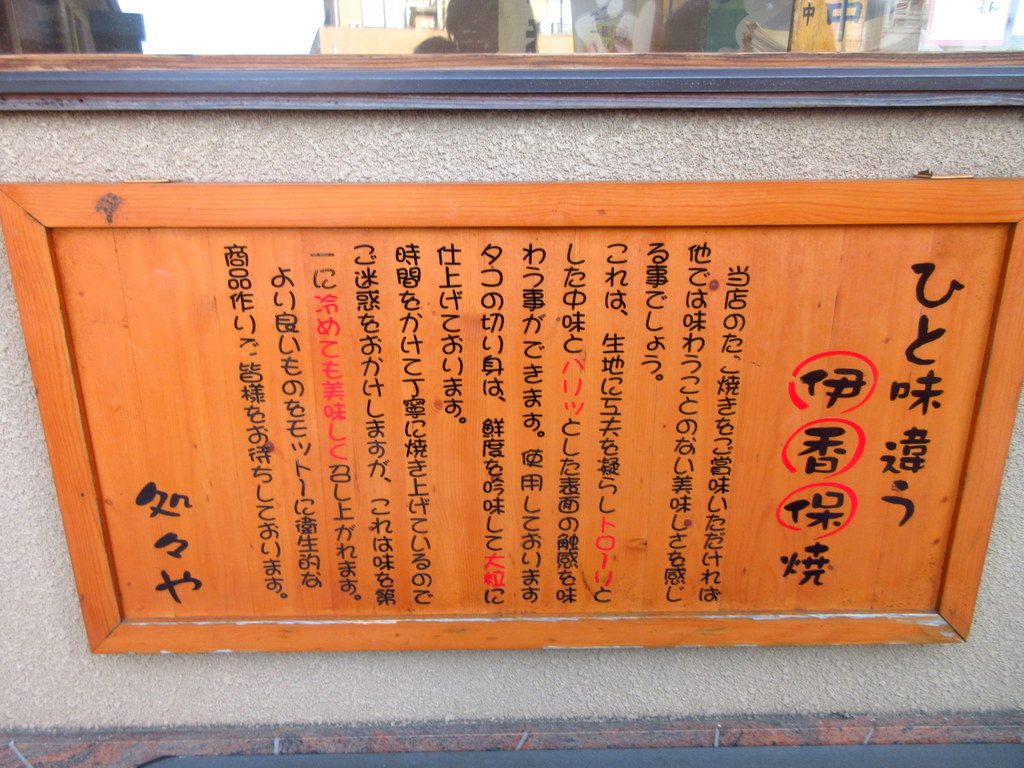 ひと味違う
伊香保焼
当店のたこ焼きをご賞味いただければ
他では味わうことのない美味しさを感じ
る事でしょう。
これは、生地に工夫を凝らしトローリと
した中味とパリッとした表面の触感を味
わう事ができます。使用しております
タコの切り身は、鮮度を吟味して大粒に
仕上げております。
時間をかけて丁寧に焼き上げているので
ご迷惑をおかけしますが、これは味を第
一に冷めても美味しく召し上がれます。
よい良いものをモットーに衛生的な
商品作りで皆様をお待ちしております。
処々や
中
中